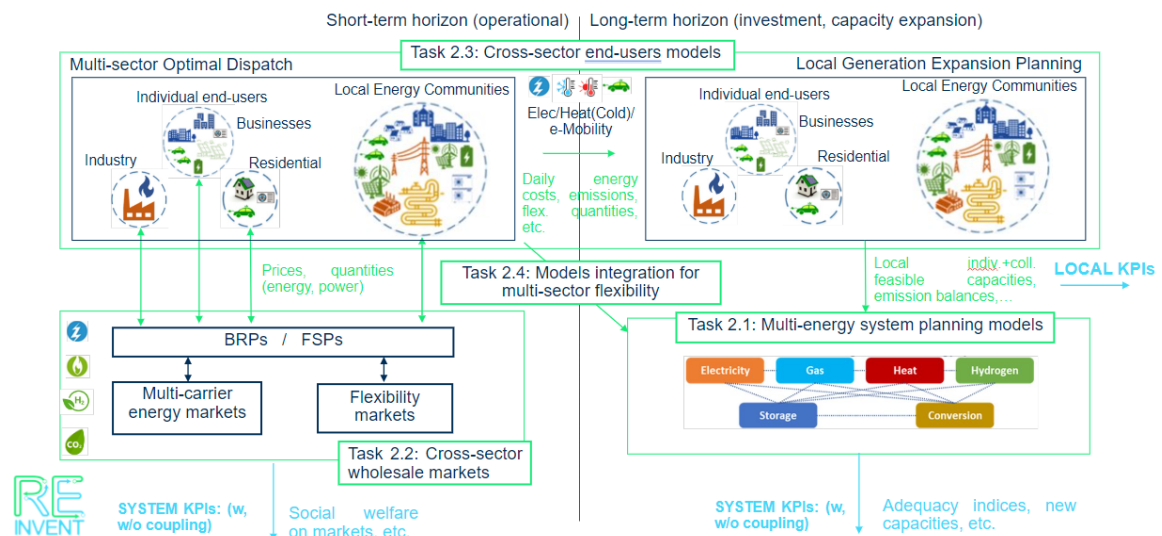 Short-term horizon (operational)
Long-term horizon (investment, capacity expansion)
Task 2.3: Cross-sector end-users models
Multi-sector Optimal Dispatch
Local Generation Expansion Planning
Individual end-users
Businesses
Industry
Residential
Local Energy Communities
Elec/Heat(Cold)/
e-Mobility
Daily energy
costs, emissions,
flex. quantities,
etc.
Individual end-users
Businesses
Industry
Residential
Local Energy Communities
Prices, quantities
(energy, power)
Task 2.4: Models integration for
multi-sector flexibility
Local indiv.+coll.
feasible capacities,
emission balances,…
LOCAL KPIs
BRPs / FSPs
Multi-carrier
energy markets
Flexibility
markets
H2
CO2
Task 2.2: Cross-sector
wholesale markets
Task 2.1: Multi-energy system planning models
Electricity
Gas
Heat
Hydrogen
Storage
Conversion
RE
INVENT
SYSTEM KPIs: (w,
w/o coupling)
Social welfare
on markets, etc.
SYSTEM KPIs: (w,
w/o coupling)
Adequacy indices, new
capacities, etc.